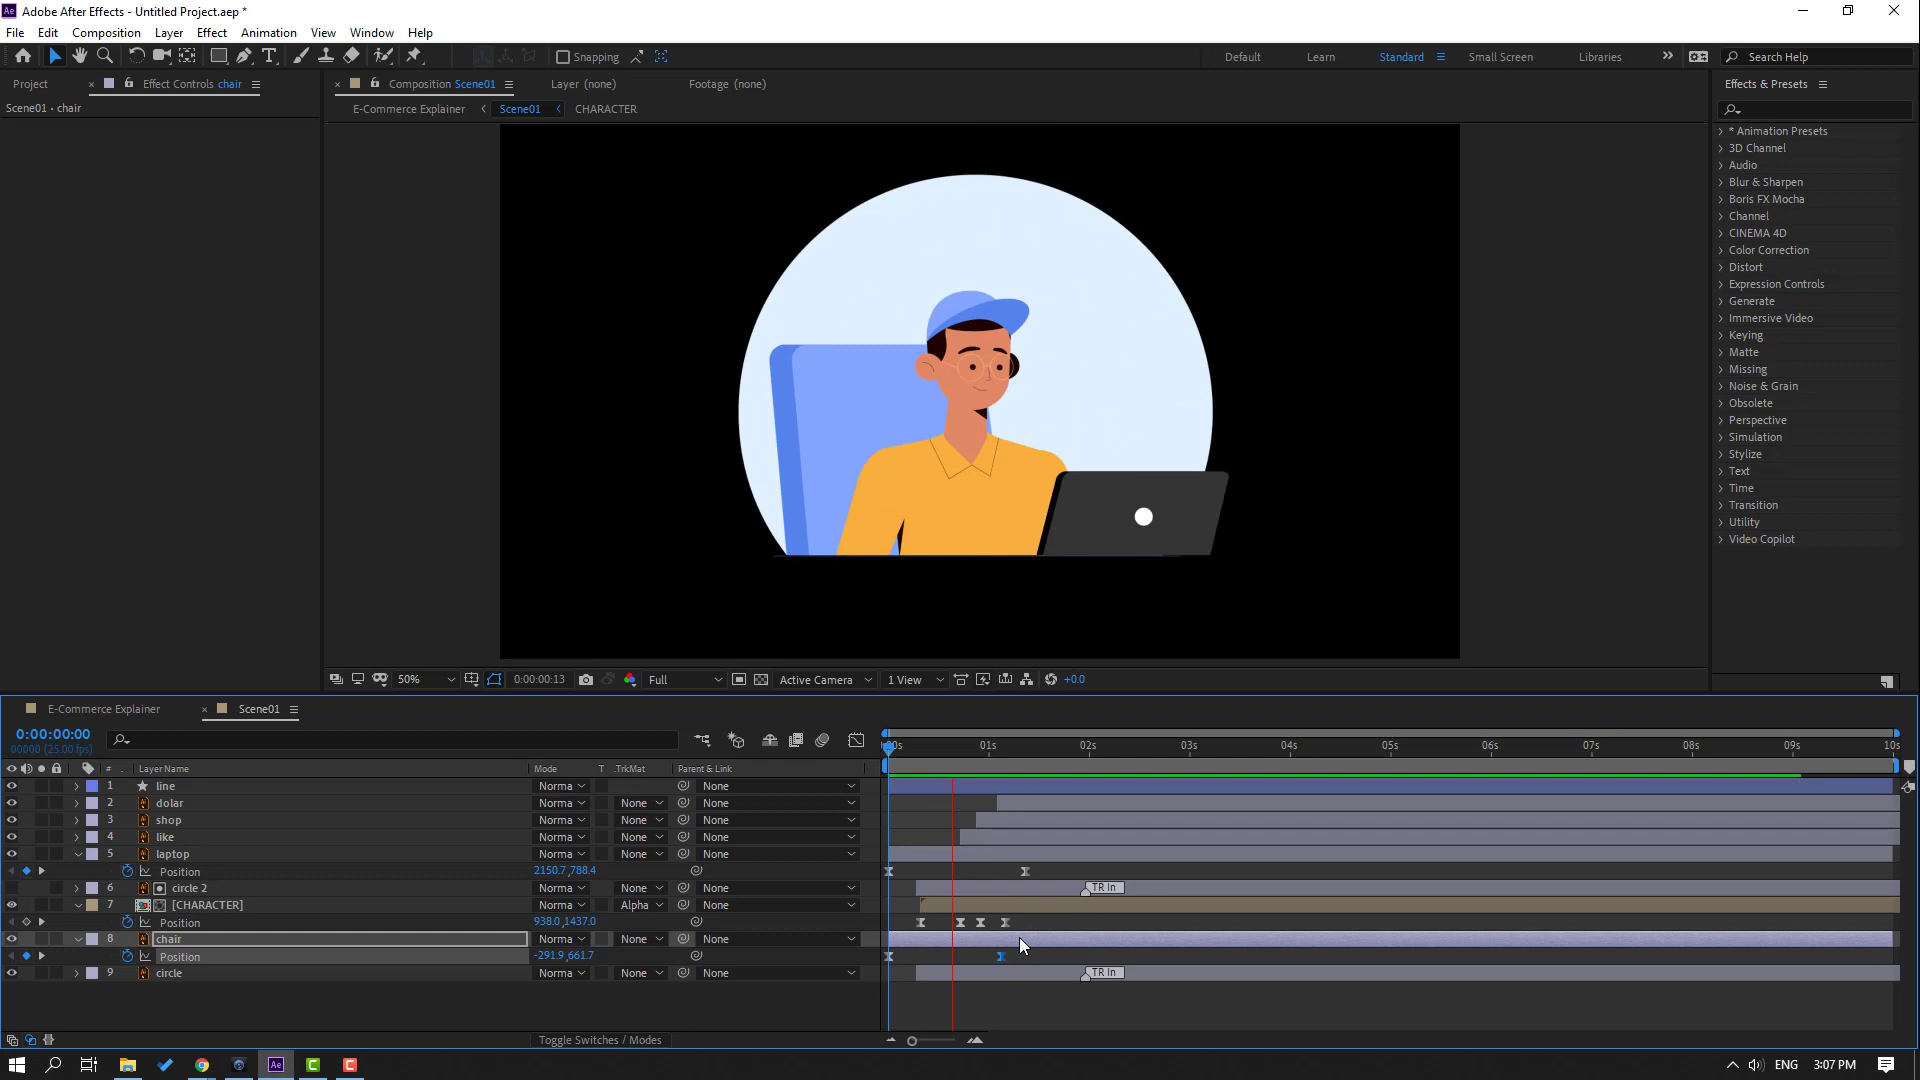 Adobe After Effects - Untitled Project.aep *
File Edit Composition Layer Effect Animation View Window Help
Snapping Default Learn Standard Small Screen Libraries Search Help
Project Effect Controls chair Composition Scene01 Layer (none) Footage (none) Effects & Presets
Scene01 • chair E-Commerce Explainer Scene01 CHARACTER
* Animation Presets
3D Channel
Audio
Blur & Sharpen
Boris FX Mocha
Channel
CINEMA 4D
Color Correction
Distort
Expression Controls
Generate
Immersive Video
Keying
Matte
Missing
Noise & Grain
Obsolete
Perspective
Simulation
Stylize
Text
Time
Transition
Utility
Video Copilot
50% 0:00:00:13 Full Active Camera 1 View +0.0
E-Commerce Explainer Scene01
0:00:00:00
00000 (25.00 fps)
01s 02s 03s 04s 05s 06s 07s 08s 09s 10s
# Layer Name Mode T .TrkMat Parent & Link
1 line Norma None
2 dolar Norma None None
3 shop Norma None None
4 like Norma None None
5 laptop Norma None None
Position 2150.7,788.4
6 circle 2 Norma None None TR In
7 [CHARACTER] Norma Alpha None
Position 938.0,1437.0
8 chair Norma None None
Position -291.9,661.7
9 circle Norma None None TR In
Toggle Switches / Modes
Ae ENG 3:07 PM